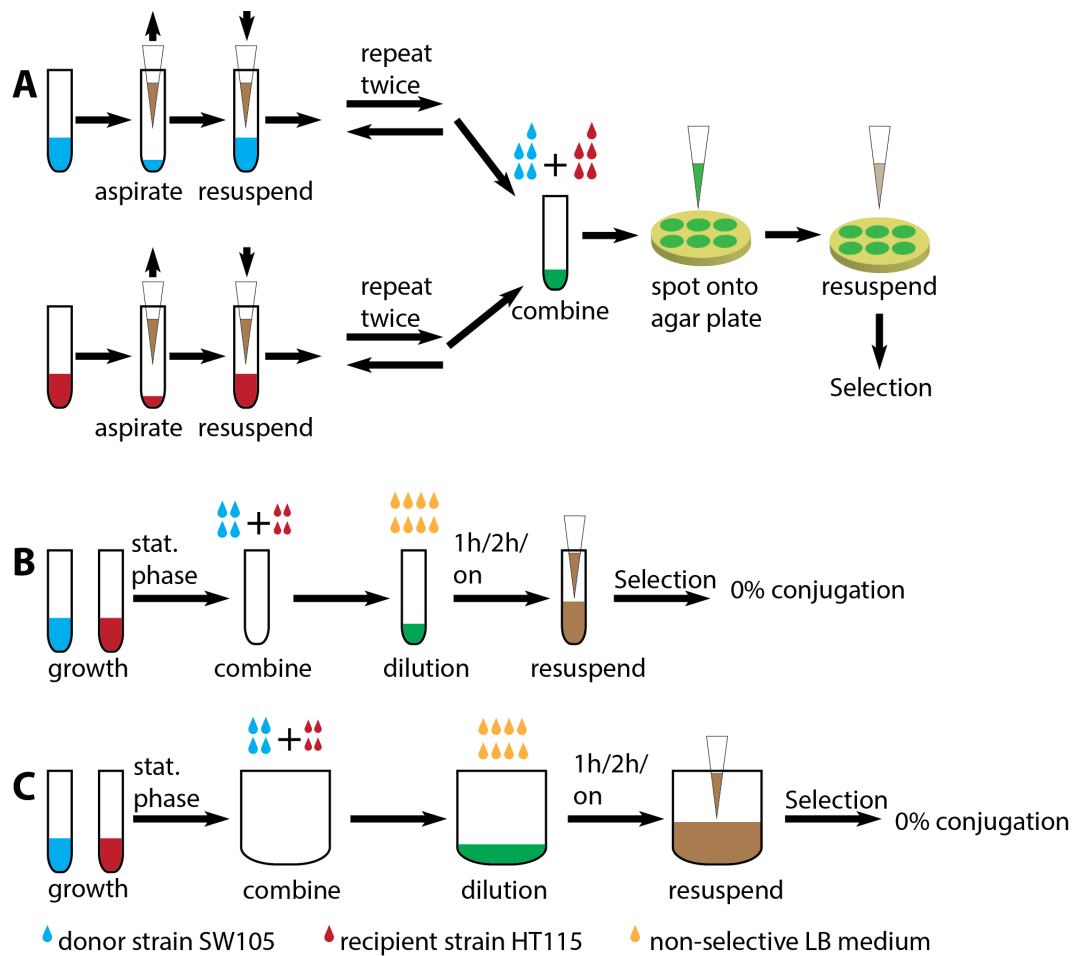 A
repeat
twice
aspirate
resuspend
+
combine
spot onto
agar plate
resuspend
Selection
repeat
twice
aspirate
resuspend
B
stat.
phase
+
1h/2h/
on
Selection
0% conjugation
growth
combine
dilution
resuspend
C
stat.
phase
+
1h/2h/
on
Selection
0% conjugation
growth
combine
dilution
resuspend
donor strain SW105
recipient strain HT115
non-selective LB medium